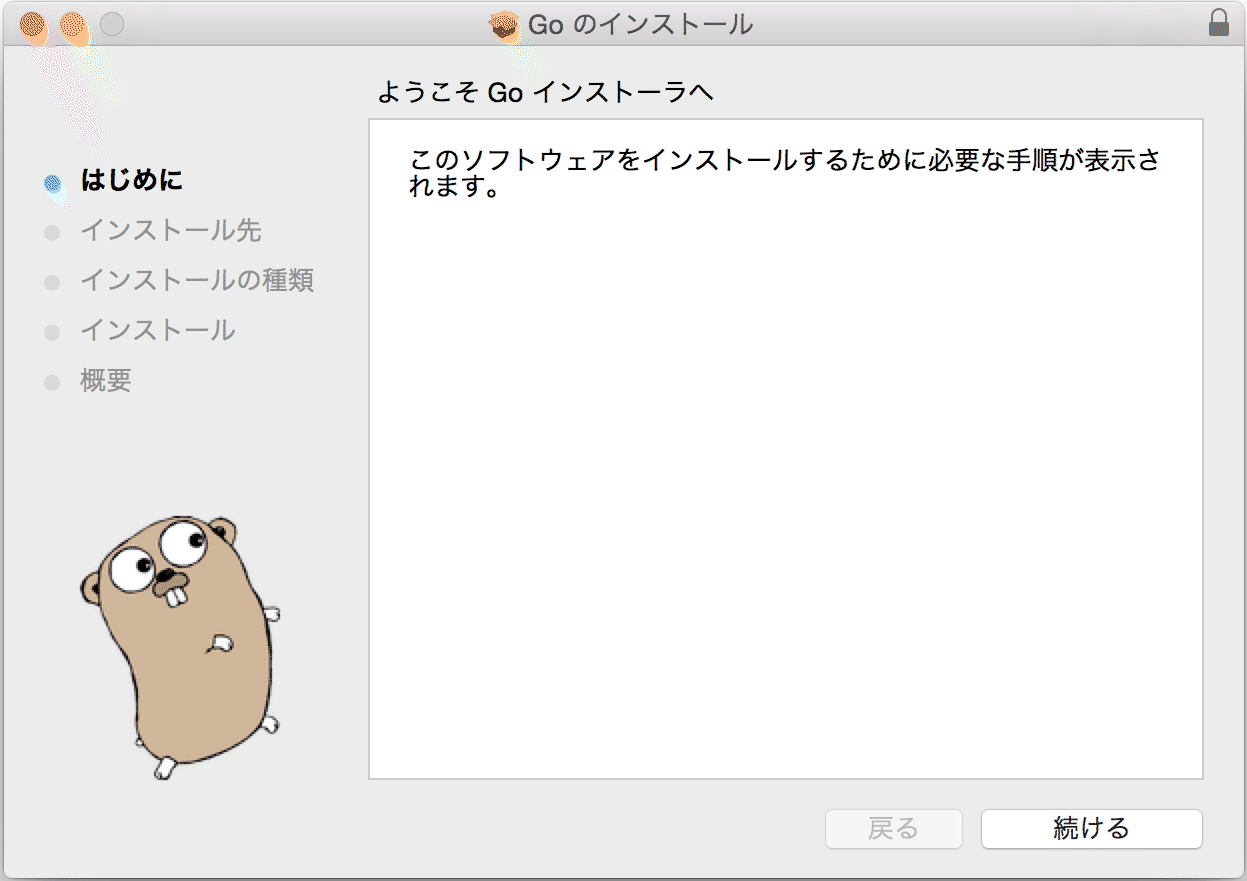 Go のインストール
ようこそ Go インストーラへ
はじめに
インストール先
インストールの種類
インストール
概要
このソフトウェアをインストールするために必要な手順が表示さ
れます。
戻る
続ける